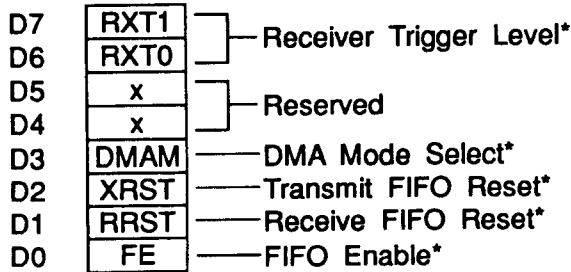 D7 RXT1
D6 RXT0
Receiver Trigger Level*
D5 x
D4 x
Reserved
D3 DMAM DMA Mode Select*
D2 XRST Transmit FIFO Reset*
D1 RRST Receive FIFO Reset*
D0 FE FIFO Enable*